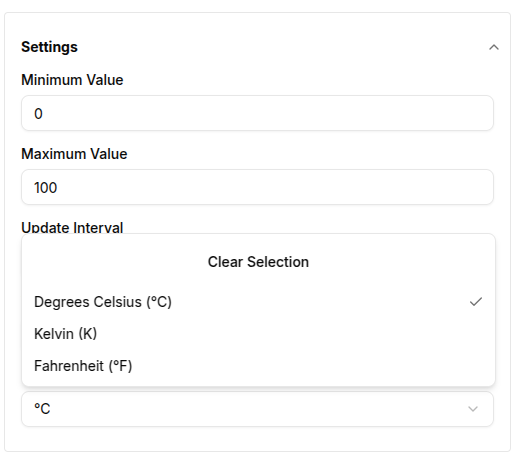 Settings
Minimum Value
0
Maximum Value
100
Update Interval
Clear Selection
Degrees Celsius (°C)
Kelvin (K)
Fahrenheit (°F)
°C